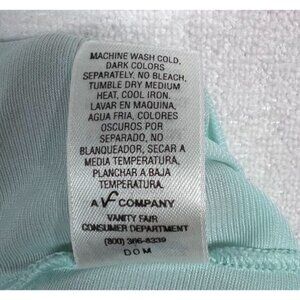 MACHINE WASH COLD,
DARK COLORS
SEPARATELY, NO BLEACH,
TUMBLE DRY MEDIUM
HEAT, COOL IRON.
LAVAR EN MAQUINA,
AGUA FRIA, COLORES
OSCUROS POR
SEPARADO, NO
BLANQUEADOR, SECAR A
MEDIA TEMPERATURA,
PLANCHAR A BAJA
TEMPERATURA.
A VF COMPANY
VANITY FAIR
CONSUMER DEPARTMENT
(800) 366-8339
DOM